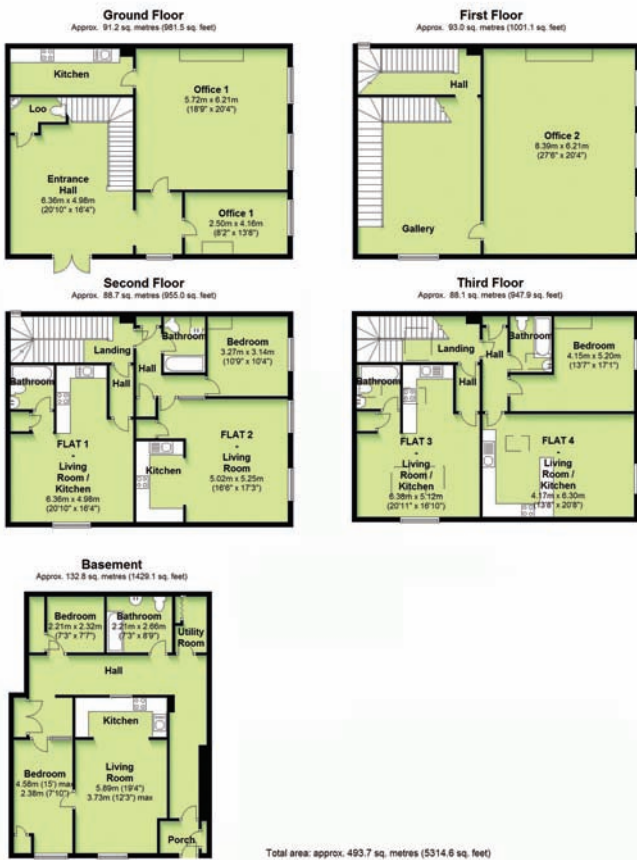 Ground Floor
Approx. 91.2 sq. metres (981.5 sq. feet)
Kitchen
Loo
Office 1
5.72m x 6.21m
(18'9" x 20'4")
Entrance
Hall
6.36m x 4.98m
(20'10" x 16'4")
Office 1
2.50m x 4.16m
(8'2" x 13'8")
First Floor
Approx. 93.0 sq. metres (1001.1 sq. feet)
Hall
Office 2
8.39m x 6.21m
(27'6" x 20'4")
Gallery
Second Floor
Approx. 88.7 sq. metres (955.0 sq. feet)
Landing
Bathroom
Bedroom
3.27m x 3.14m
(10'9" x 10'4")
Bathroom
Hall
Hall
FLAT 1
-
Living
Room /
Kitchen
6.36m x 4.98m
(20'10" x 16'4")
Kitchen
FLAT 2
-
Living
Room
5.02m x 5.25m
(16'6" x 17'3")
Third Floor
Approx. 88.1 sq. metres (947.9 sq. feet)
Landing
Hall
Bathroom
Bedroom
4.15m x 5.20m
(13'7" x 17'1")
Bathroom
Hall
FLAT 3
-
Living
Room /
Kitchen
6.38m x 5.12m
(20'11" x 16'10")
FLAT 4
-
Living
Room /
Kitchen
4.17m x 6.30m
(13'8" x 20'8")
Basement
Approx. 132.8 sq. metres (1429.1 sq. feet)
Bedroom
2.21m x 2.32m
(7'3" x 7'7")
Bathroom
2.21m x 2.66m
(7'3" x 8'9")
Utility
Room
Hall
Kitchen
Bedroom
4.58m (15') max
2.38m (7'10")
Living
Room
5.89m (19'4")
3.73m (12'3") max
Porch
Total area: approx. 493.7 sq. metres (5314.6 sq. feet)